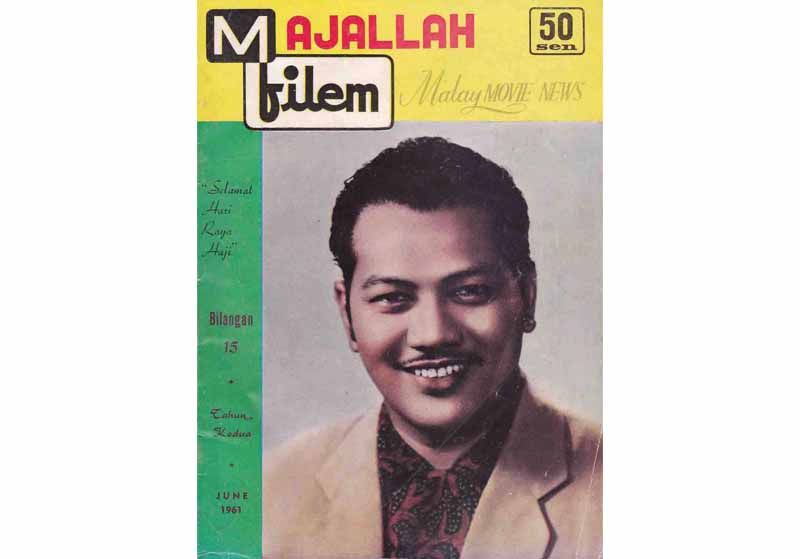 MAJALLAH
filem
Malay MOVIE NEWS
50
sen
"Selamat
Hari
Raya
Haji"
Bilangan
15
Tahun
Kedua
JUNE
1961